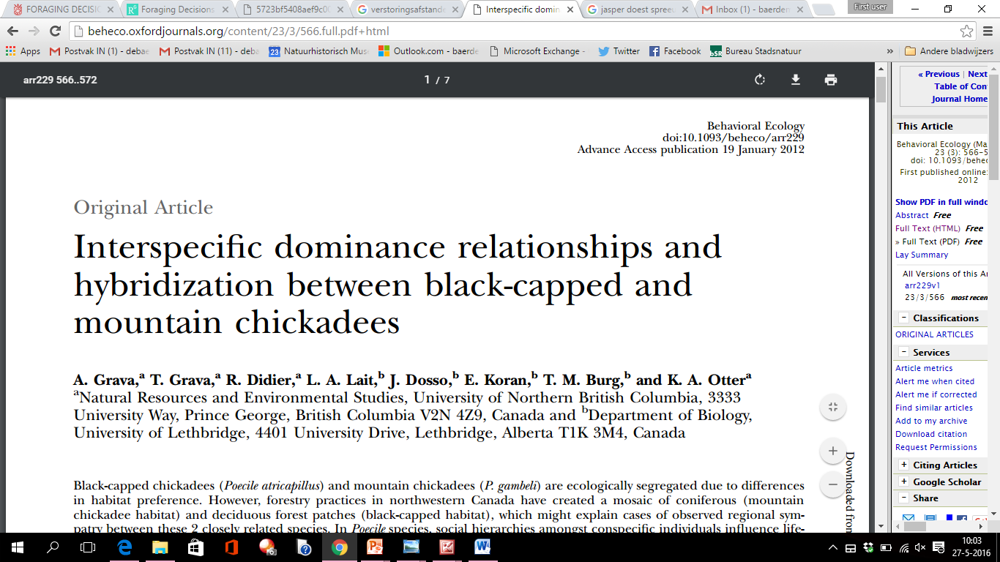 FORAGING DECISIO
Foraging Decisions
5723bf5408aef9c00
verstoringsafstande
Interspecific domin
jasper doest spreeu
Inbox (1) - baerden
First user
beheco.oxfordjournals.org/content/23/3/566.full.pdf+html
Apps
Postvak IN (1) - debae
Postvak IN (11) - deba
23
Natuurhistorisch Mus
Outlook.com - baerde
Microsoft Exchange -
Twitter
Facebook
bSR
Bureau Stadsnatuur
»
Andere bladwijzers
arr229 566..572
1 / 7
Behavioral Ecology
doi:10.1093/beheco/arr229
Advance Access publication 19 January 2012
Original Article
Interspecific dominance relationships and
hybridization between black-capped and
mountain chickadees
A. Grava,a T. Grava,a R. Didier,a L. A. Lait,b J. Dosso,b E. Koran,b T. M. Burg,b and K. A. Ottera
aNatural Resources and Environmental Studies, University of Northern British Columbia, 3333
University Way, Prince George, British Columbia V2N 4Z9, Canada and bDepartment of Biology,
University of Lethbridge, 4401 University Drive, Lethbridge, Alberta T1K 3M4, Canada
Black-capped chickadees (Poecile atricapillus) and mountain chickadees (P. gambeli) are ecologically segregated due to differences
in habitat preference. However, forestry practices in northwestern Canada have created a mosaic of coniferous (mountain
chickadee habitat) and deciduous forest patches (black-capped habitat), which might explain cases of observed regional sym-
patry between these 2 closely related species. In Poecile species, social hierarchies amongst conspecific individuals influence life-
Downloaded from
« Previous | Next
Table of Con
Journal Home
This Article
Behavioral Ecology (Ma
23 (3): 566-5
doi: 10.1093/behec
First published online:
2012
Show PDF in full windo
Abstract Free
Full Text (HTML) Free
» Full Text (PDF) Free
Lay Summary
All Versions of this Ar
arr229v1
23/3/566 most recen
− Classifications
ORIGINAL ARTICLES
− Services
Article metrics
Alert me when cited
Alert me if corrected
Find similar articles
Add to my archive
Download citation
Request Permissions
+ Citing Articles
+ Google Scholar
− Share
10:03
27-5-2016